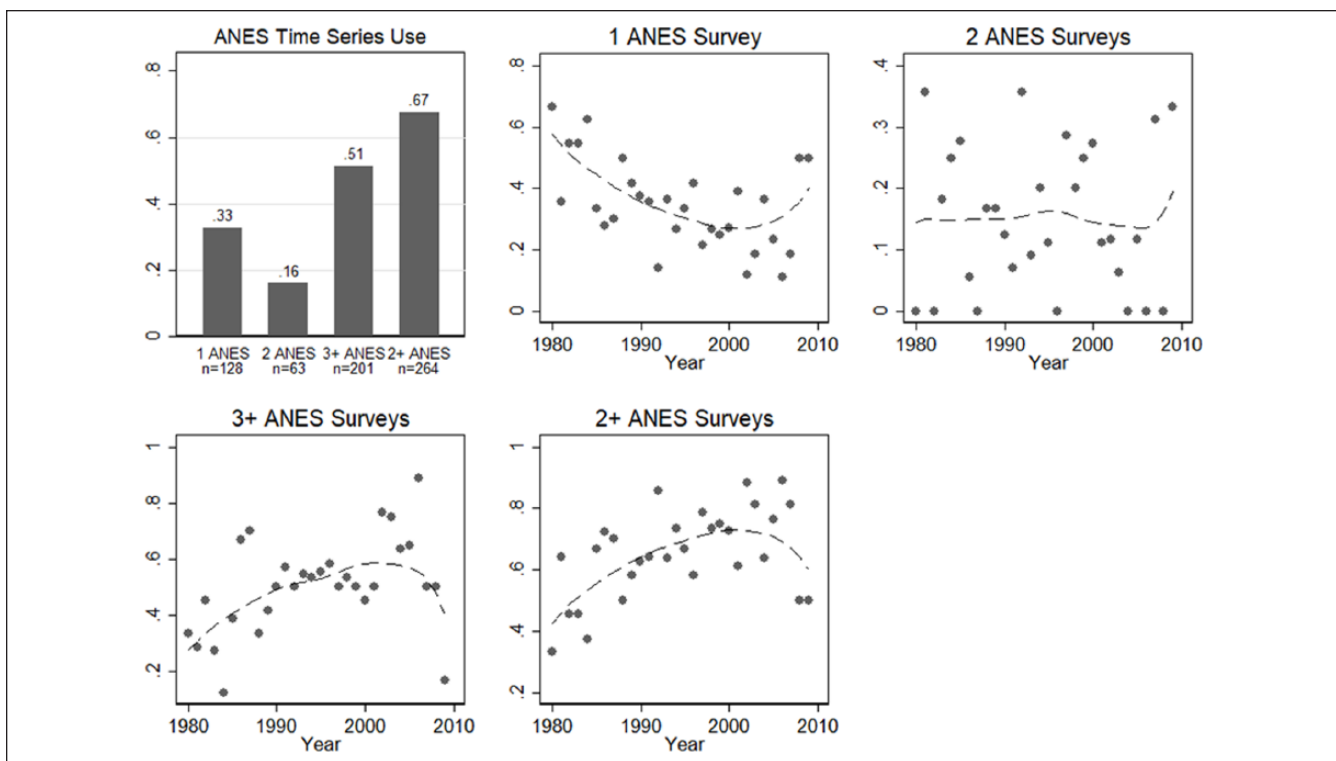 ANES Time Series Use
.8
.6
.4
.2
0
.33
.16
.51
.67
1 ANES 2 ANES 3+ ANES 2+ ANES
n=128 n=63 n=201 n=264
1 ANES Survey
.8
.6
.4
.2
0
1980 1990 2000 2010
Year
2 ANES Surveys
.4
.3
.2
.1
0
1980 1990 2000 2010
Year
3+ ANES Surveys
1
.8
.6
.4
.2
1980 1990 2000 2010
Year
2+ ANES Surveys
1
.8
.6
.4
.2
1980 1990 2000 2010
Year